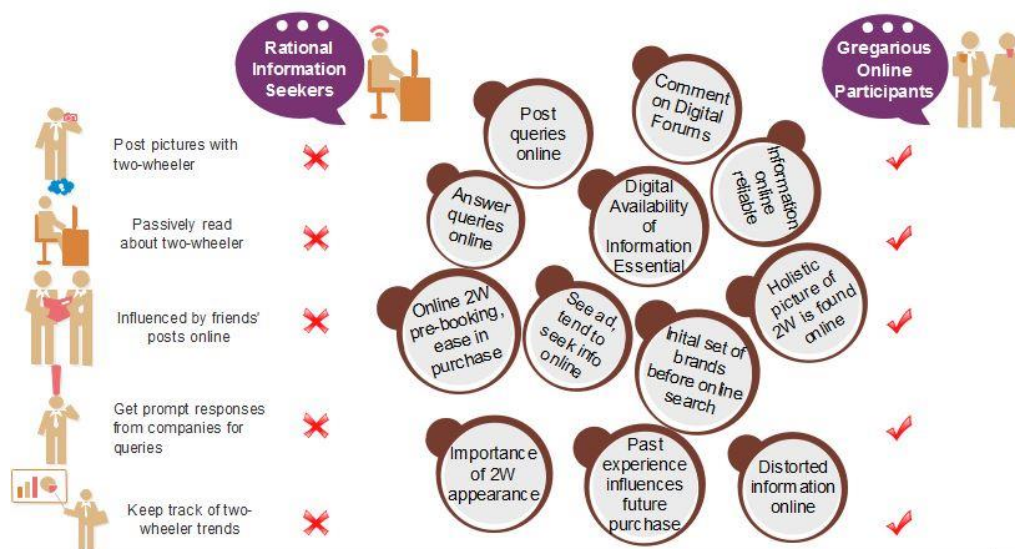 Rational
Information
Seekers
Gregarious
Online
Participants
Post pictures with
two-wheeler
Passively read
about two-wheeler
Influenced by friends'
posts online
Get prompt responses
from companies for
queries
Keep track of two-
wheeler trends
Post
queries
online
Comment
on Digital
Forums
Answer
queries
online
Digital
Availability
of
Information
Essential
Information
online
reliable
Online 2W
pre-booking,
ease in
purchase
See ad,
tend to
seek info
online
Inital set of
brands
before online
search
Holistic
picture of
2W is found
online
Importance
of 2W
appearance
Past
experience
influences
future
purchase
Distorted
information
online